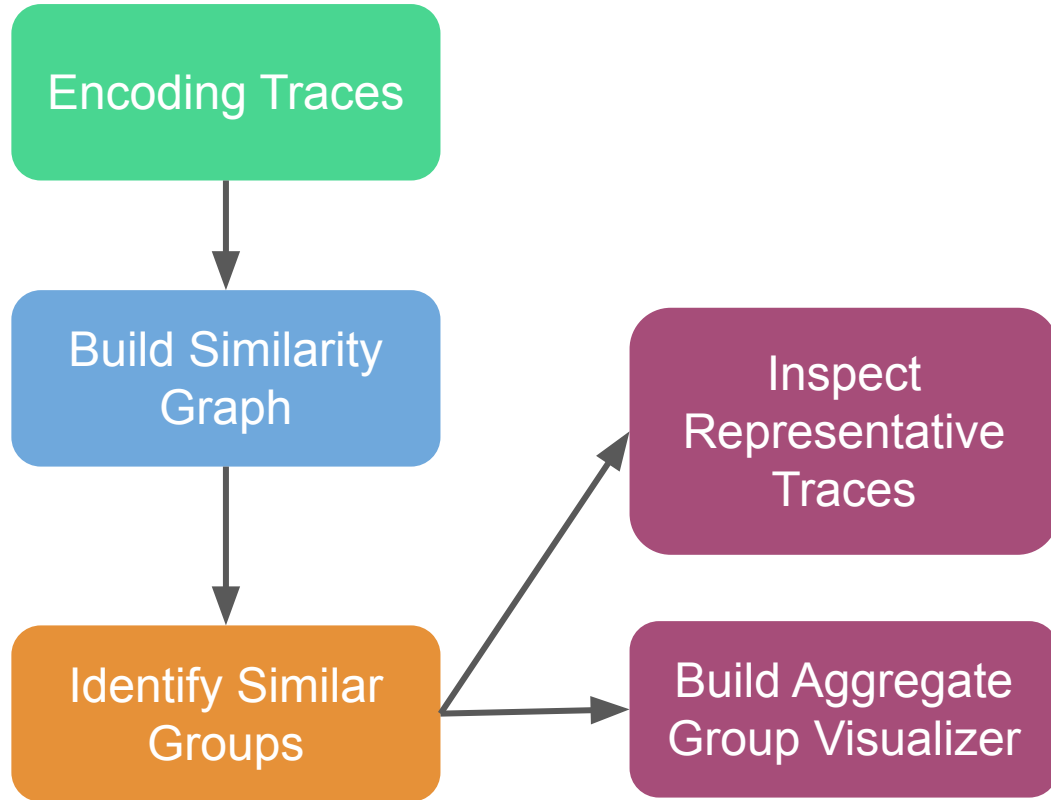 Encoding Traces
Build Similarity
Graph
Identify Similar
Groups
Inspect
Representative
Traces
Build Aggregate
Group Visualizer